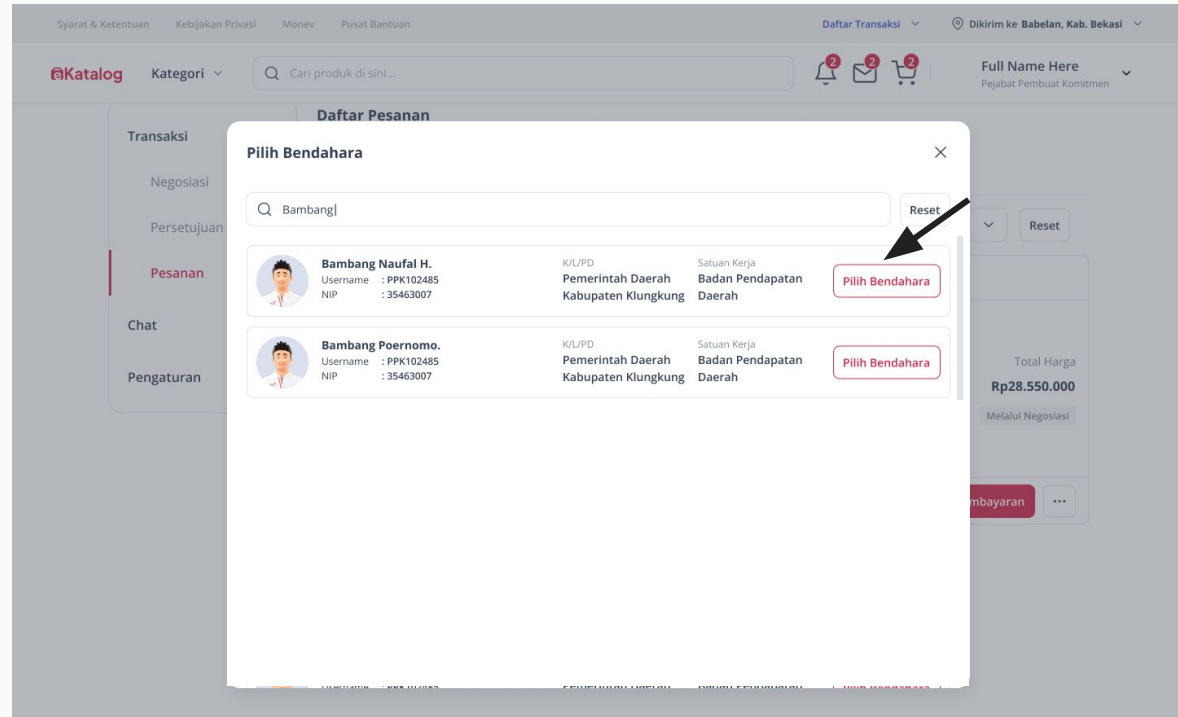 Syarat & Ketentuan Kebijakan Privasi Monev Pusat Bantuan Daftar Transaksi Dikirim ke Babelan, Kab. Bekasi
eKatalog Kategori Cari produk di sini... 2 2 2 Full Name Here
Pejabat Pembuat Komitmen
Daftar Pesanan
Transaksi
Negosiasi
Persetujuan
Pesanan
Chat
Pengaturan
Pilih Bendahara
Bambang
Reset
Bambang Naufal H.
Username : PPK102485
NIP : 35463007
K/L/PD
Pemerintah Daerah
Kabupaten Klungkung
Satuan Kerja
Badan Pendapatan
Daerah
Pilih Bendahara
Bambang Poernomo.
Username : PPK102485
NIP : 35463007
K/L/PD
Pemerintah Daerah
Kabupaten Klungkung
Satuan Kerja
Badan Pendapatan
Daerah
Pilih Bendahara
Reset
Total Harga
Rp28.550.000
Melalui Negosiasi
mbayaran